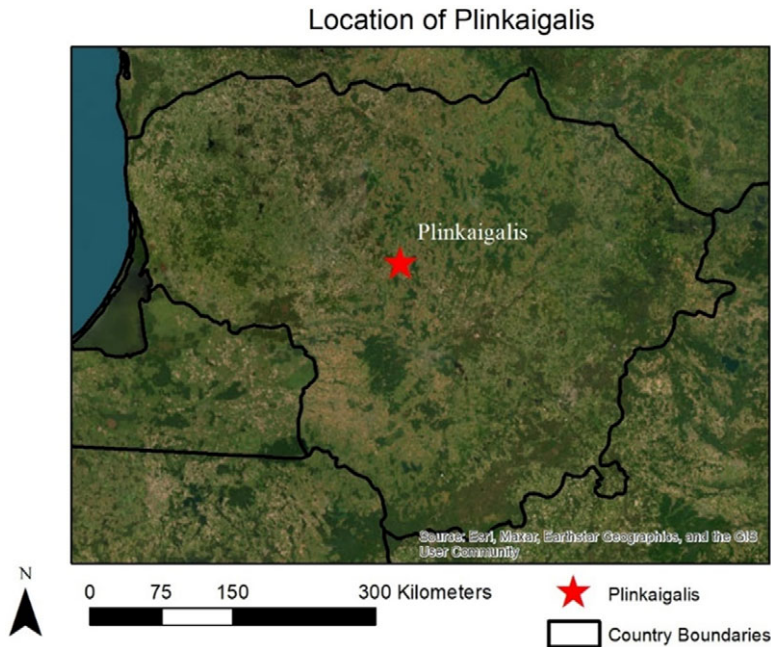 Location of Plinkaigalis
Plinkaigalis
Source: Esri, Maxar, Earthstar Geographics, and the GIS
User Community
N
0 75 150 300 Kilometers
Plinkaigalis
Country Boundaries